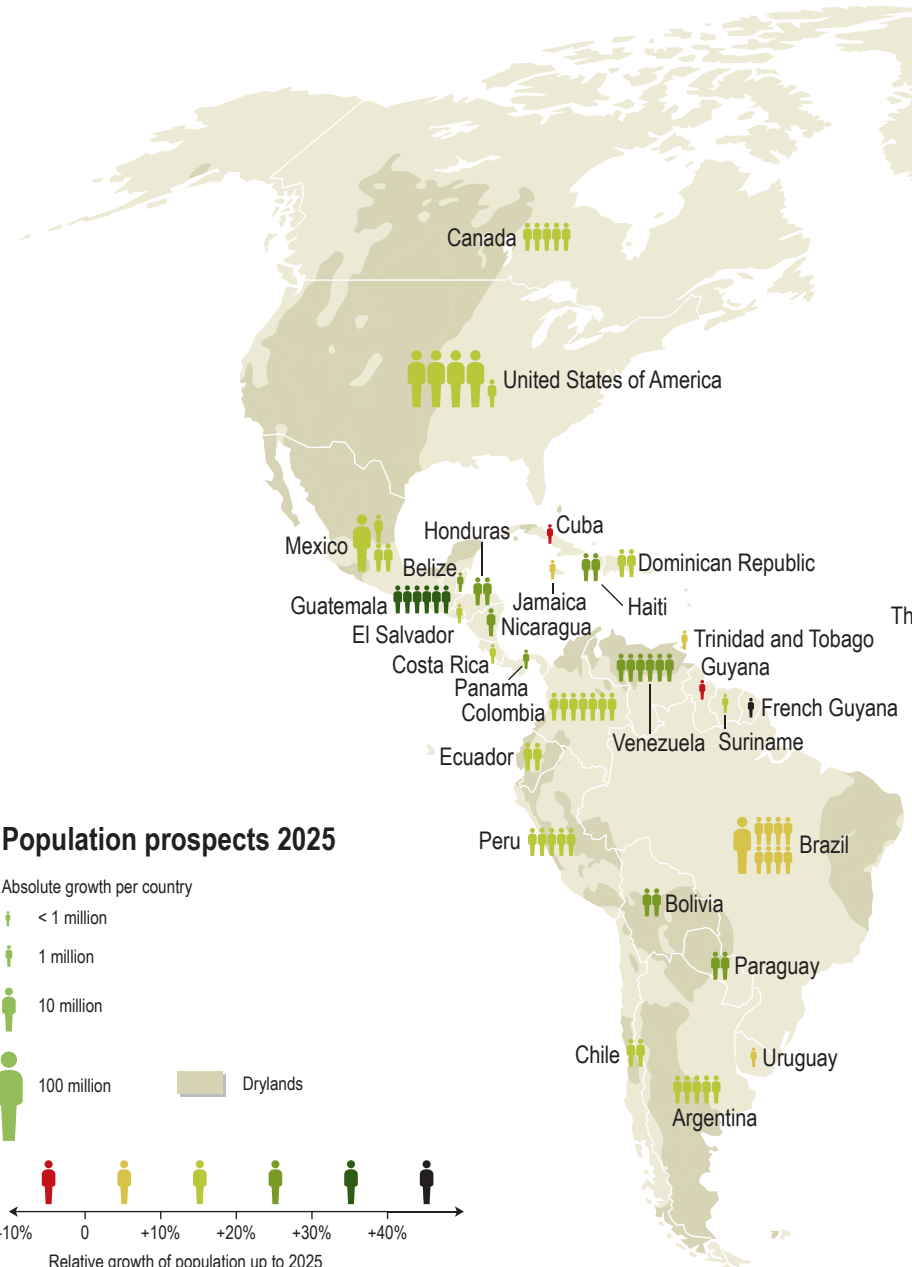 Canada
United States of America
Honduras
Cuba
Mexico
Dominican Republic
Belize
Guatemala
Jamaica
Haiti
Th
El Salvador
Nicaragua
Trinidad and Tobago
Costa Rica
Guyana
Panama
Colombia
French Guyana
Venezuela
Suriname
Ecuador
Population prospects 2025
Peru
Brazil
Absolute growth per country
< 1 million
Bolivia
1 million
Paraguay
10 million
Chile
Uruguay
100 million
Drylands
Argentina
-10% 0 +10% +20% +30% +40%
Relative growth of population up to 2025